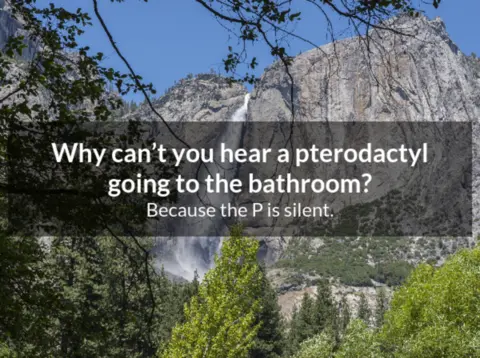 Why can’t you hear a pterodactyl
going to the bathroom?
Because the P is silent.